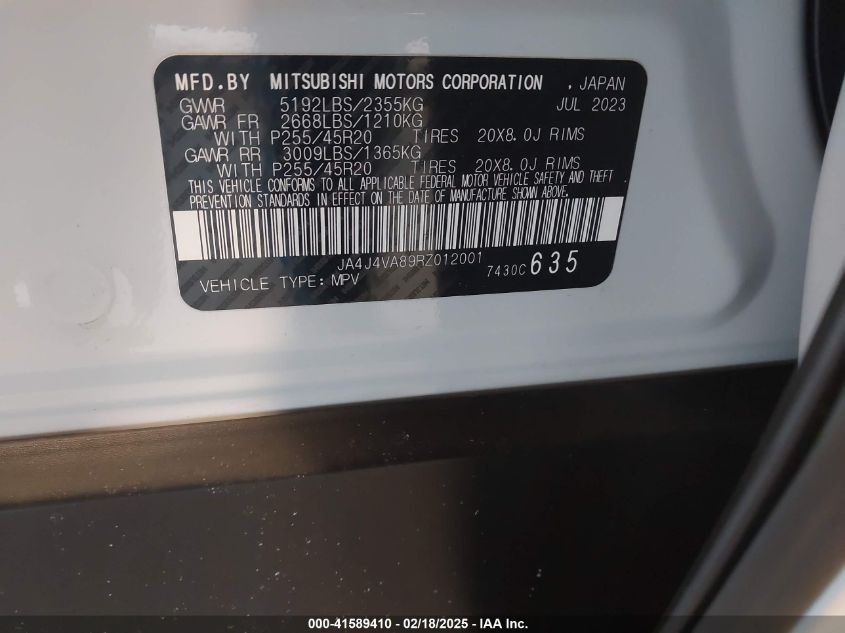 MFD.BY MITSUBISHI MOTORS CORPORATION , JAPAN
GVWR 5192LBS/2355KG JUL 2023
GAWR FR 2668LBS/1210KG
WITH P255/45R20 TIRES 20X8.0J RIMS
GAWR RR 3009LBS/1365KG
WITH P255/45R20 TIRES 20X8.0J RIMS
THIS VEHICLE CONFORMS TO ALL APPLICABLE FEDERAL MOTOR VEHICLE SAFETY AND THEFT
PREVENTION STANDARDS IN EFFECT ON THE DATE OF MANUFACTURE SHOWN ABOVE.
JA4J4VA89RZ012001
VEHICLE TYPE: MPV 7430C 635
000-41589410 - 02/18/2025 - IAA Inc.